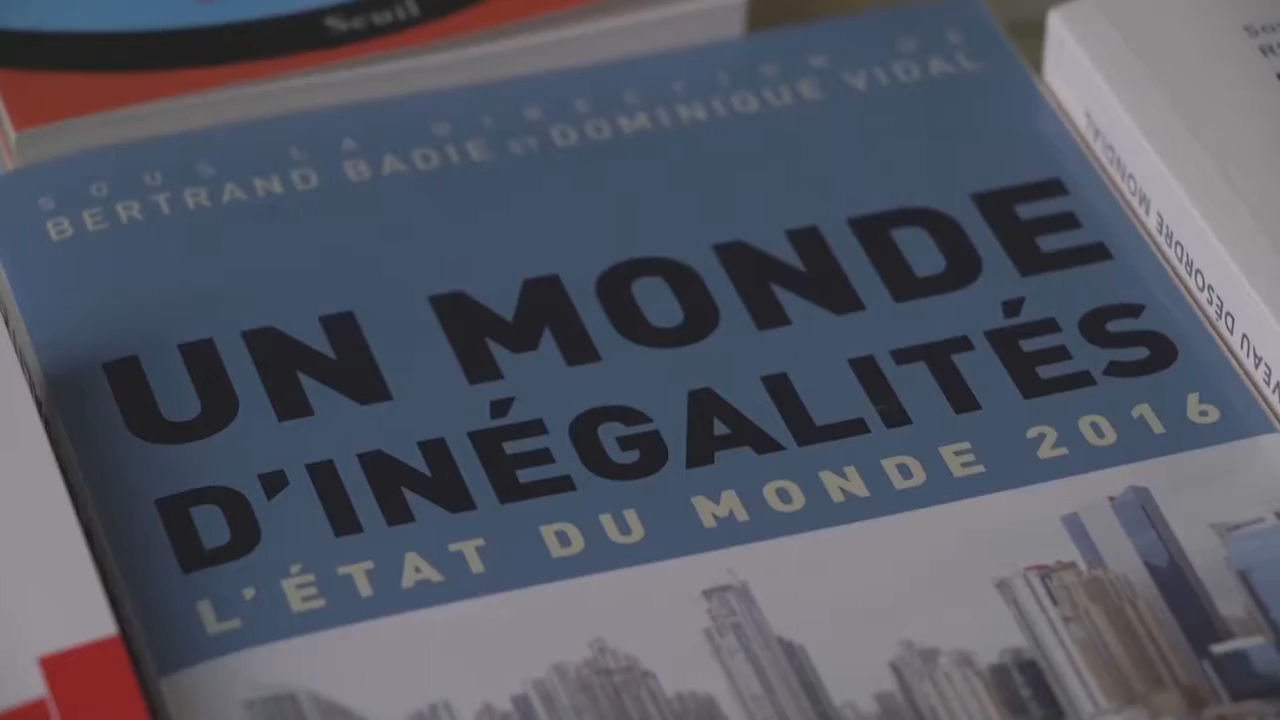 Seuil
SOUS LA DIRECTION DE
BERTRAND BADIE et DOMINIQUE VIDAL
UN MONDE
D'INÉGALITÉS
L'ÉTAT DU MONDE 2016
VEAU DÉSORDRE MONDIAL